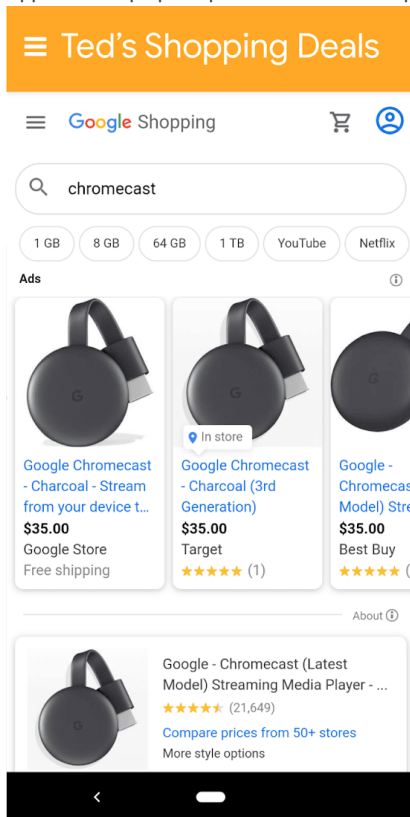 Ted's Shopping Deals
Google Shopping
chromecast
1 GB 8 GB 64 GB 1 TB YouTube Netflix
Ads
In store
Google Chromecast
- Charcoal - Stream
from your device t...
$35.00
Google Store
Free shipping
Google Chromecast
- Charcoal (3rd
Generation)
$35.00
Target
★★★★★ (1)
Google -
Chromecas
Model) Stre
$35.00
Best Buy
★★★★★ (
About
Google - Chromecast (Latest
Model) Streaming Media Player - ...
(21,649)
Compare prices from 50+ stores
More style options